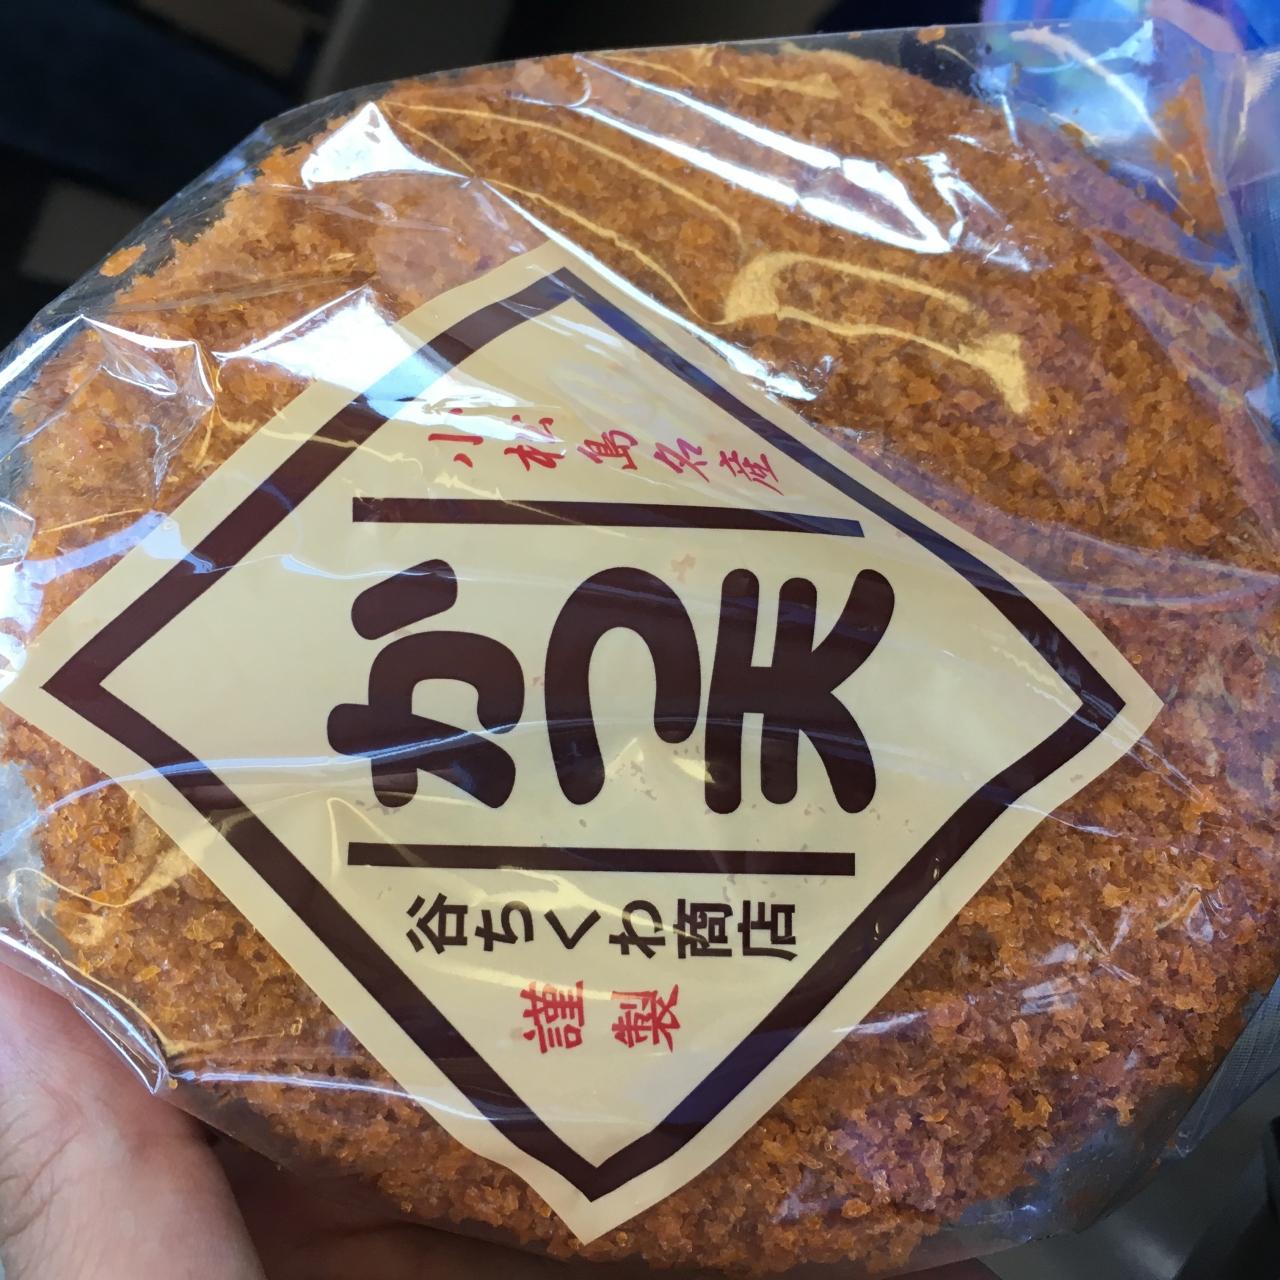 小松島名産
かつ天
谷ちくわ商店
謹製